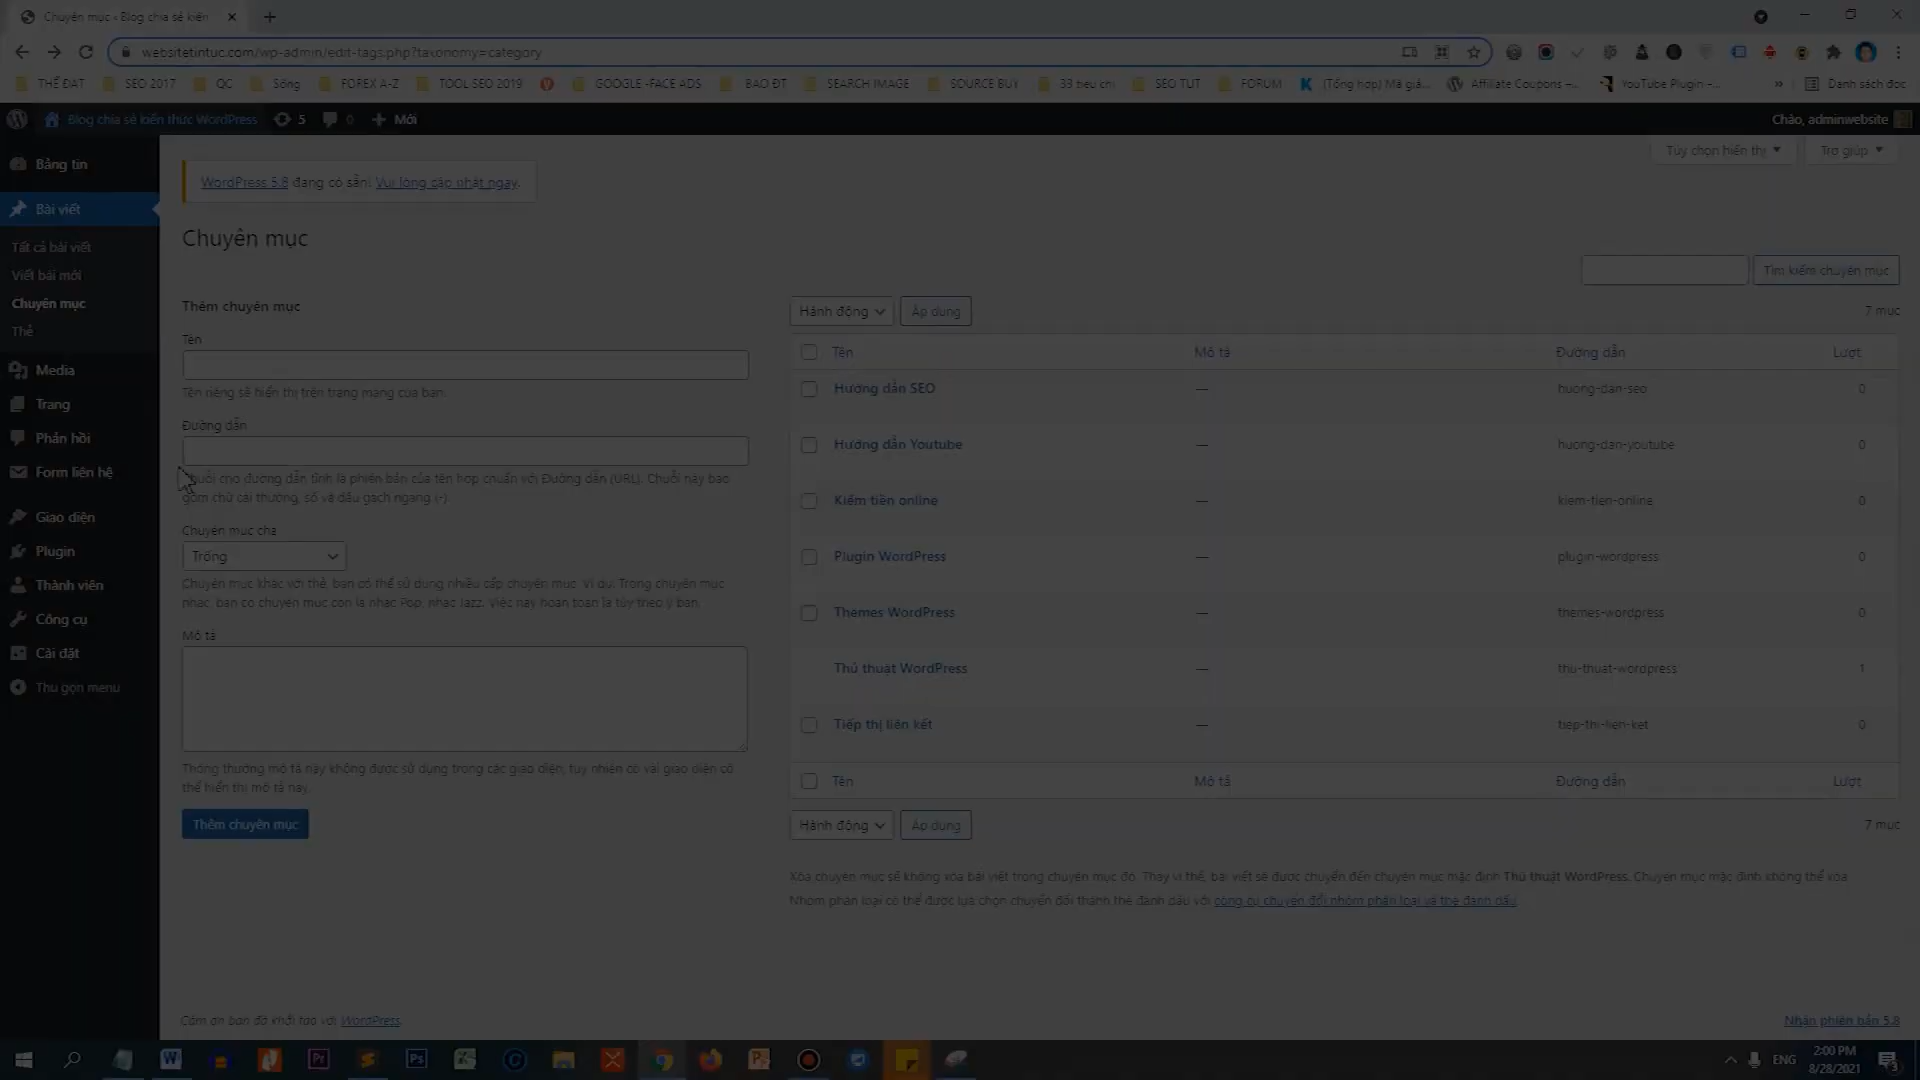 Chuyên mục ‹ Blog chia sẻ kiến
websitetintuc.com/wp-admin/edit-tags.php?taxonomy=category
THẾ ĐẠT
SEO 2017
QC
Sống
FOREX A-Z
TOOL SEO 2019
GOOGLE -FACE ADS
BAO ĐT
SEARCH IMAGE
SOURCE BUY
33 tieu chi
SEO TUT
FORUM
(Tổng hợp) Mã giả...
Affiliate Coupons –...
YouTube Plugin –...
»
Danh sách đọc
Blog chia sẻ kiến thức WordPress
5
0
Mới
Chào, adminwebsite
Bảng tin
Bài viết
Tất cả bài viết
Viết bài mới
Chuyên mục
Thẻ
Media
Trang
Phản hồi
Form liên hệ
Giao diện
Plugin
Thành viên
Công cụ
Cài đặt
Thu gọn menu
Tùy chọn hiển thị
Trợ giúp
WordPress 5.8 đang có sẵn! Vui lòng cập nhật ngay.
Chuyên mục
Tìm kiếm chuyên mục
Thêm chuyên mục
Tên
Tên riêng sẽ hiển thị trên trang mạng của bạn.
Đường dẫn
Chuỗi cho đường dẫn tĩnh là phiên bản của tên hợp chuẩn với Đường dẫn (URL). Chuỗi này bao
gồm chữ cái thường, số và dấu gạch ngang (-).
Chuyên mục cha
Trống
Chuyên mục khác với thẻ, bạn có thể sử dụng nhiều cấp chuyên mục. Ví dụ: Trong chuyên mục
nhạc, bạn có chuyên mục con là nhạc Pop, nhạc Jazz. Việc này hoàn toàn là tùy theo ý bạn.
Mô tả
Thông thường mô tả này không được sử dụng trong các giao diện, tuy nhiên có vài giao diện có
thể hiển thị mô tả này.
Thêm chuyên mục
Hành động
Áp dụng
7 mục
Tên Mô tả Đường dẫn Lượt
Hướng dẫn SEO — huong-dan-seo 0
Hướng dẫn Youtube — huong-dan-youtube 0
Kiếm tiền online — kiem-tien-online 0
Plugin WordPress — plugin-wordpress 0
Themes WordPress — themes-wordpress 0
Thủ thuật WordPress — thu-thuat-wordpress 1
Tiếp thị liên kết — tiep-thi-lien-ket 0
Tên Mô tả Đường dẫn Lượt
Hành động
Áp dụng
7 mục
Xóa chuyên mục sẽ không xóa bài viết trong chuyên mục đó. Thay vì thế, bài viết sẽ được chuyển đến chuyên mục mặc định Thủ thuật WordPress. Chuyên mục mặc định không thể xóa.
Nhóm phân loại có thể được lựa chọn chuyển đổi thành thẻ đánh dấu với công cụ chuyển đổi nhóm phân loại và thẻ đánh dấu.
Cảm ơn bạn đã khởi tạo với WordPress.
Nhận phiên bản 5.8
ENG
2:00 PM
8/28/2021
3